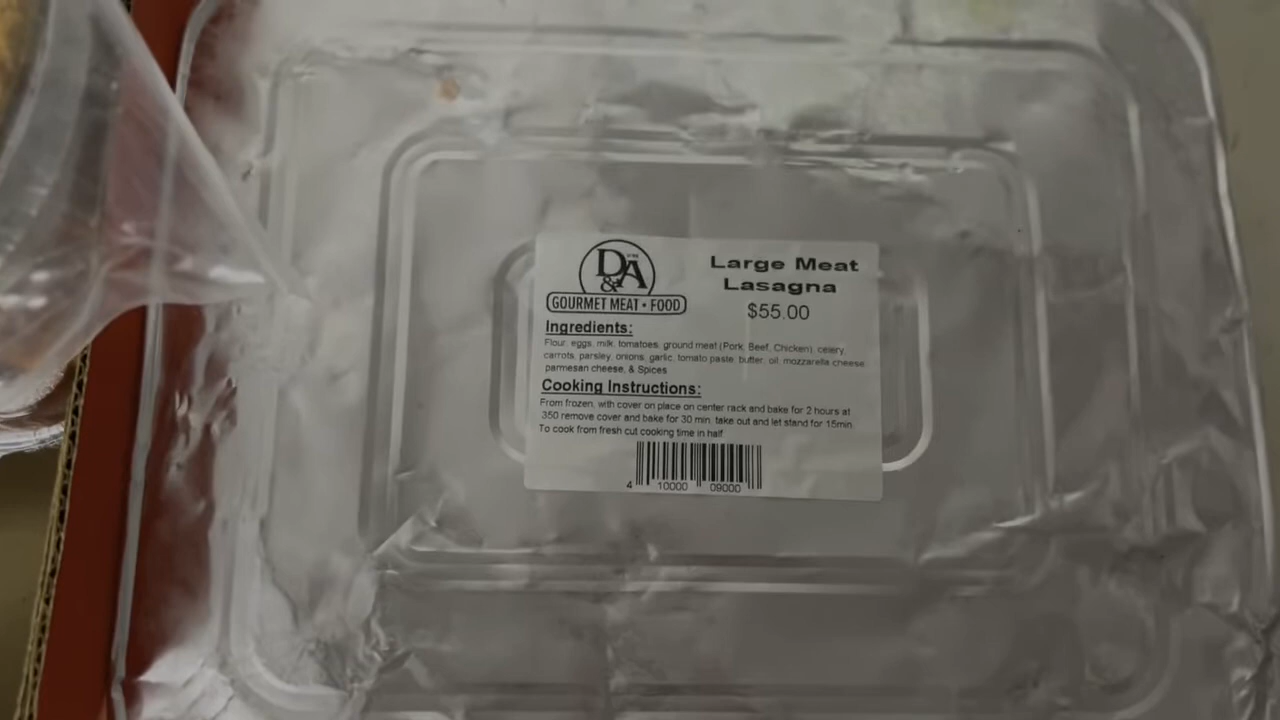 D&A
GOURMET MEAT • FOOD
Large Meat
Lasagna
$55.00
Ingredients:
Flour, eggs, milk, tomatoes, ground meat (Pork, Beef, Chicken), celery,
carrots, parsley, onions, garlic, tomato paste, butter, oil, mozzarella cheese,
parmesan cheese, & Spices
Cooking Instructions:
From frozen, with cover on place on center rack and bake for 2 hours at
350 remove cover and bake for 30 min. take out and let stand for 15min.
To cook from fresh cut cooking time in half
4 10000 09000